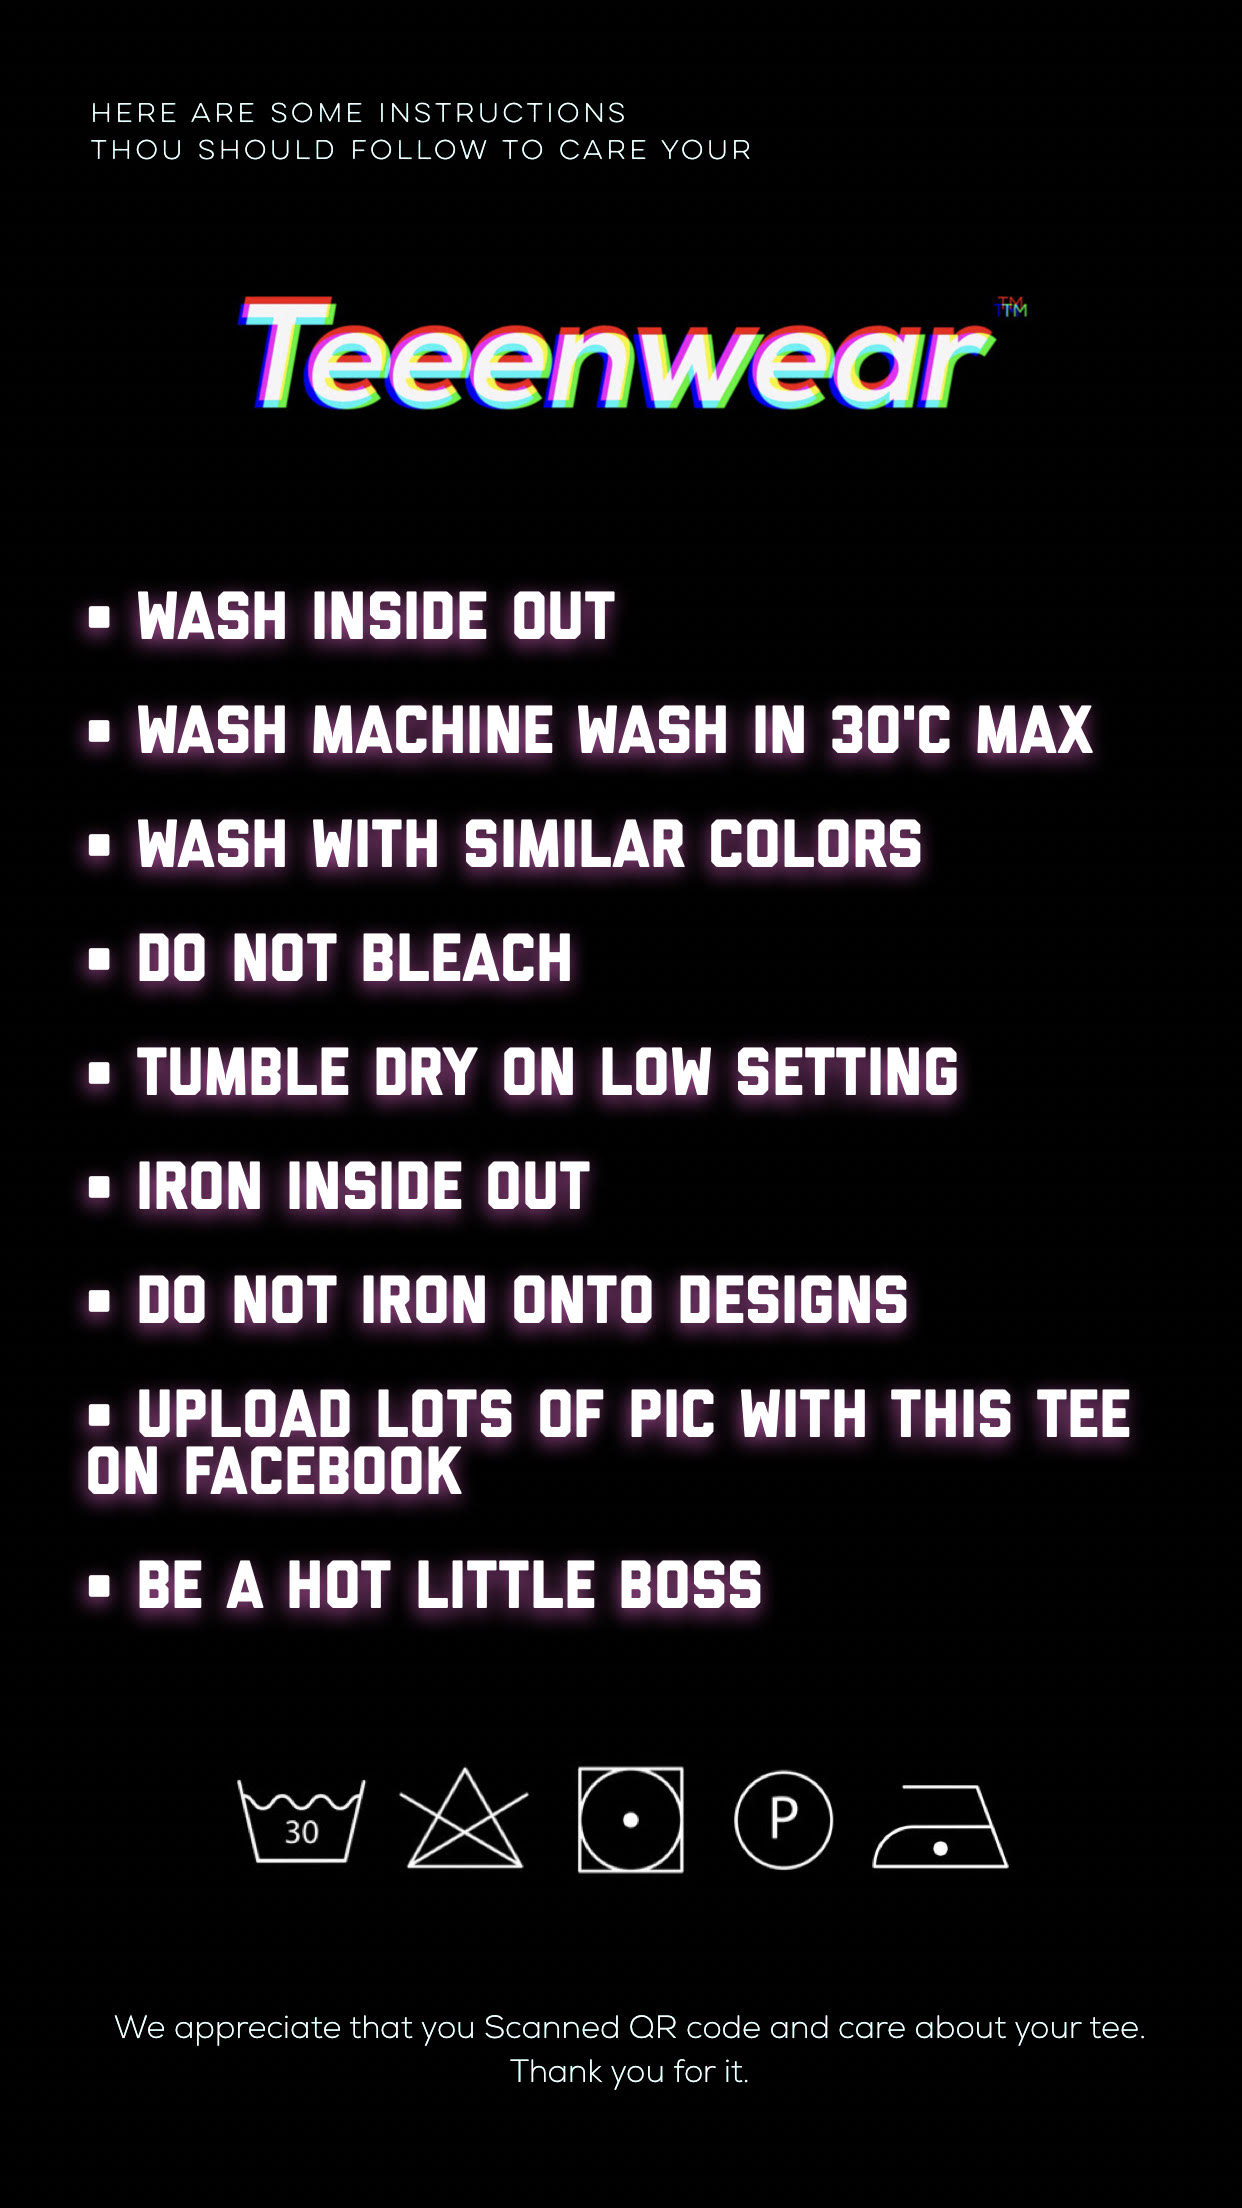 HERE ARE SOME INSTRUCTIONS
THOU SHOULD FOLLOW TO CARE YOUR
Teeenwear™
▪ WASH INSIDE OUT
▪ WASH MACHINE WASH IN 30'C MAX
▪ WASH WITH SIMILAR COLORS
▪ DO NOT BLEACH
▪ TUMBLE DRY ON LOW SETTING
▪ IRON INSIDE OUT
▪ DO NOT IRON ONTO DESIGNS
▪ UPLOAD LOTS OF PIC WITH THIS TEE
ON FACEBOOK
▪ BE A HOT LITTLE BOSS
30 P
We appreciate that you Scanned QR code and care about your tee.
Thank you for it.